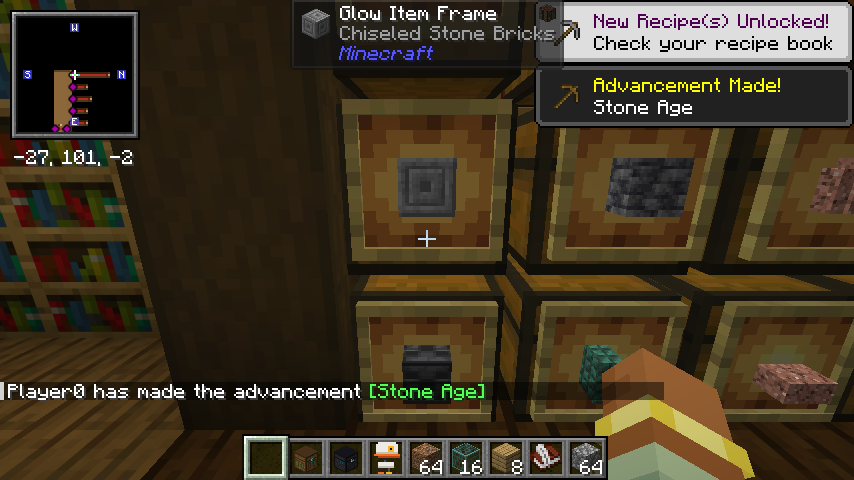 W
S
N
E
-27, 101, -2
Glow Item Frame
Chiseled Stone Bricks
Minecraft
New Recipe(s) Unlocked!
Check your recipe book
Advancement Made!
Stone Age
Player0 has made the advancement [Stone Age]
64
16
8
64